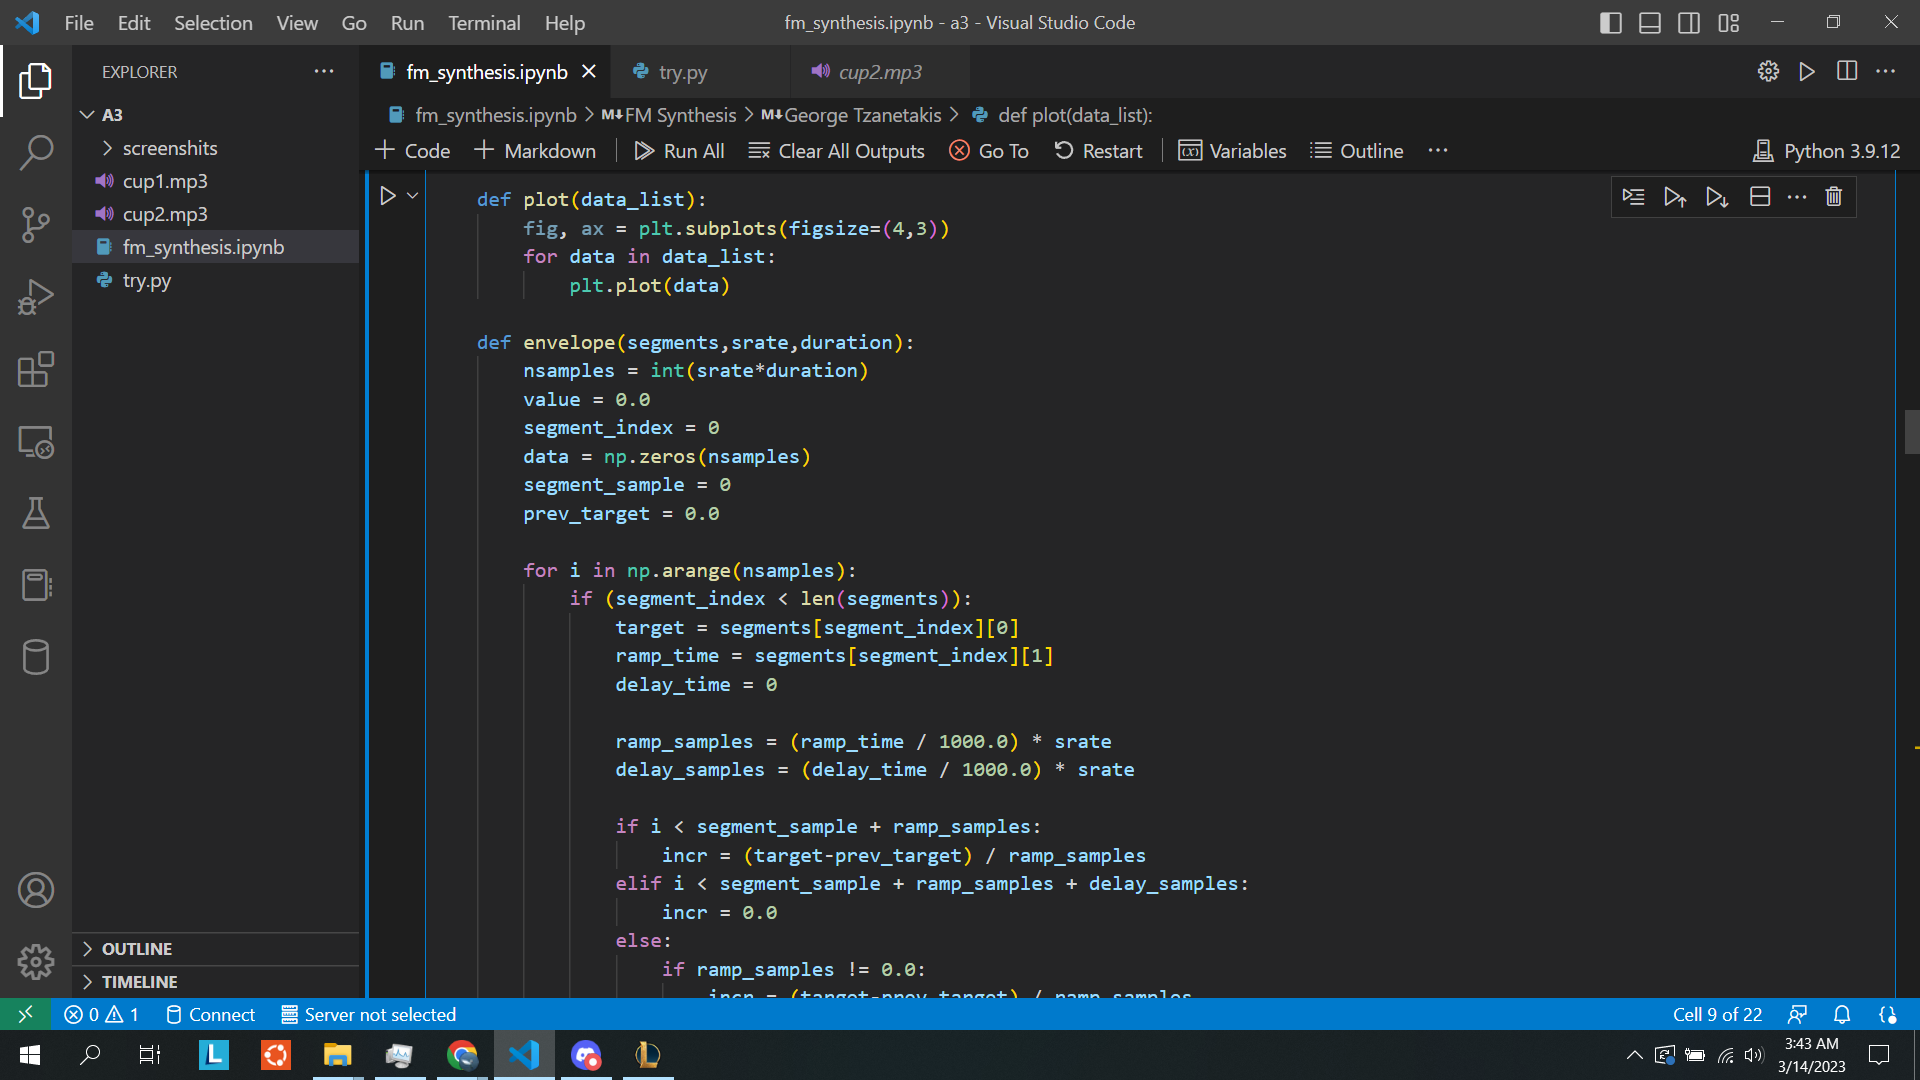 File Edit Selection View Go Run Terminal Help
fm_synthesis.ipynb - a3 - Visual Studio Code
EXPLORER
A3
screenshits
cup1.mp3
cup2.mp3
fm_synthesis.ipynb
try.py
OUTLINE
TIMELINE
fm_synthesis.ipynb try.py cup2.mp3
fm_synthesis.ipynb > M↓FM Synthesis > M↓George Tzanetakis > def plot(data_list):
+ Code + Markdown Run All Clear All Outputs Go To Restart Variables Outline ... Python 3.9.12
def plot(data_list):
    fig, ax = plt.subplots(figsize=(4,3))
    for data in data_list:
        plt.plot(data)
def envelope(segments,srate,duration):
    nsamples = int(srate*duration)
    value = 0.0
    segment_index = 0
    data = np.zeros(nsamples)
    segment_sample = 0
    prev_target = 0.0
    for i in np.arange(nsamples):
        if (segment_index < len(segments)):
            target = segments[segment_index][0]
            ramp_time = segments[segment_index][1]
            delay_time = 0
            ramp_samples = (ramp_time / 1000.0) * srate
            delay_samples = (delay_time / 1000.0) * srate
            if i < segment_sample + ramp_samples:
                incr = (target-prev_target) / ramp_samples
            elif i < segment_sample + ramp_samples + delay_samples:
                incr = 0.0
            else:
                if ramp_samples != 0.0:
                    incr = (target-prev_target) / ramp_samples
0 1 Connect Server not selected Cell 9 of 22
3:43 AM
3/14/2023